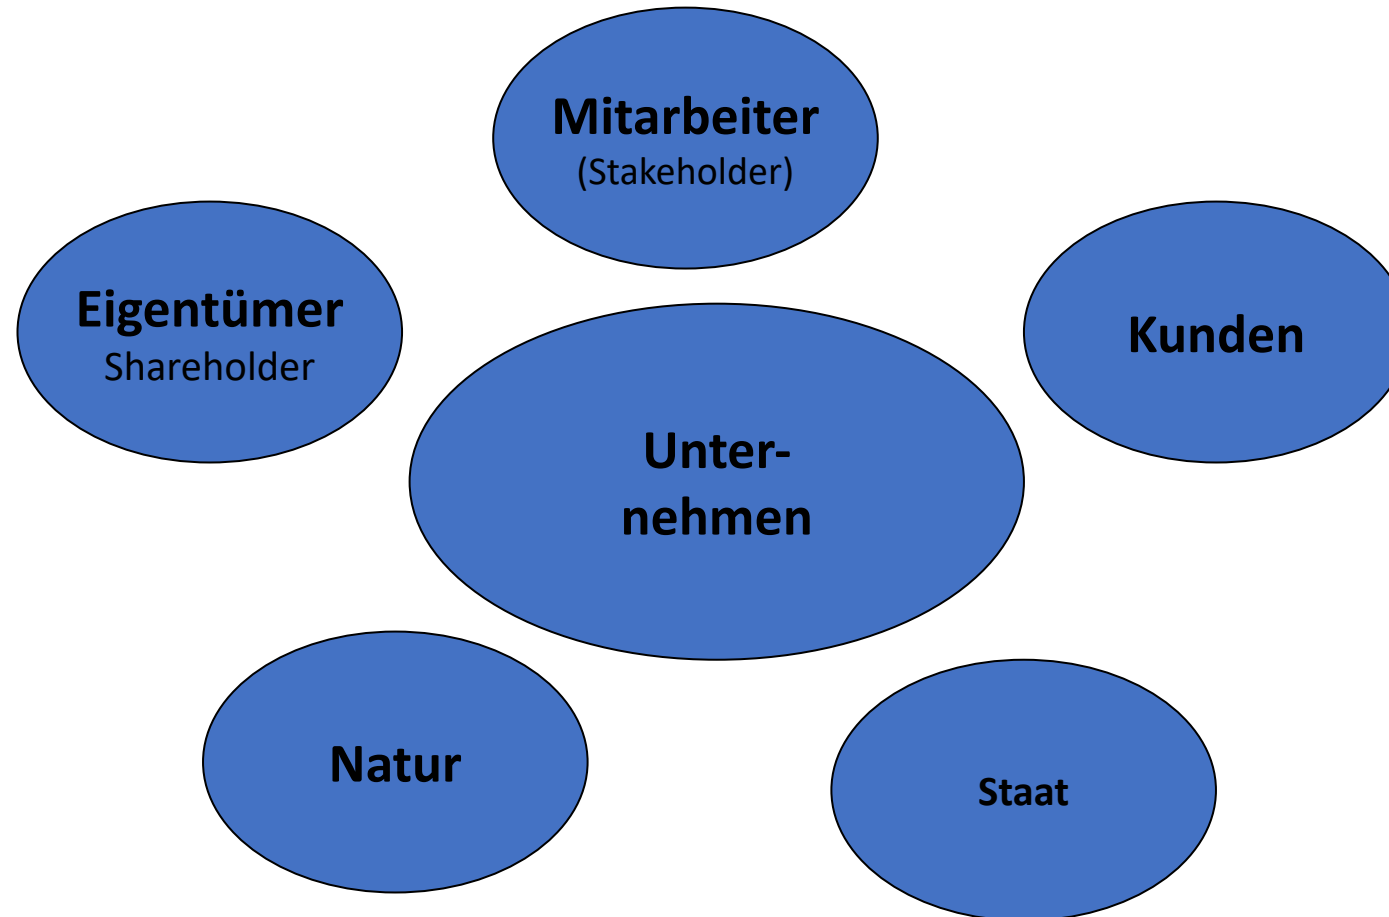 Mitarbeiter
(Stakeholder)
Eigentümer
Shareholder
Kunden
Unter-
nehmen
Natur
Staat